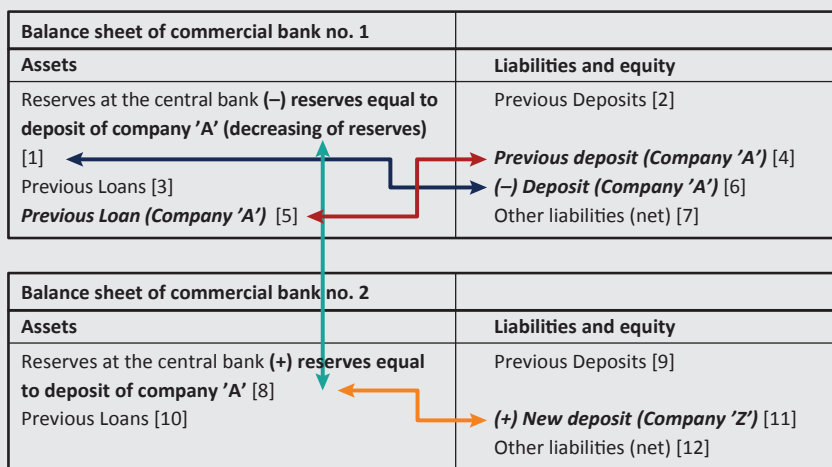 Balance sheet of commercial bank no. 1
Assets
Liabilities and equity
Reserves at the central bank (–) reserves equal to
deposit of company 'A' (decreasing of reserves)
[1]
Previous Loans [3]
Previous Loan (Company 'A') [5]
Previous Deposits [2]
Previous deposit (Company 'A') [4]
(–) Deposit (Company 'A') [6]
Other liabilities (net) [7]
Balance sheet of commercial bank no. 2
Assets
Liabilities and equity
Reserves at the central bank (+) reserves equal
to deposit of company 'A' [8]
Previous Loans [10]
Previous Deposits [9]
(+) New deposit (Company 'Z') [11]
Other liabilities (net) [12]